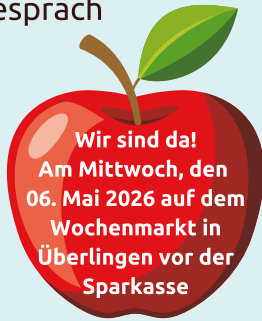 esprach
Wir sind da!
Am Mittwoch, den
06. Mai 2026 auf dem
Wochenmarkt in
Überlingen vor der
Sparkasse